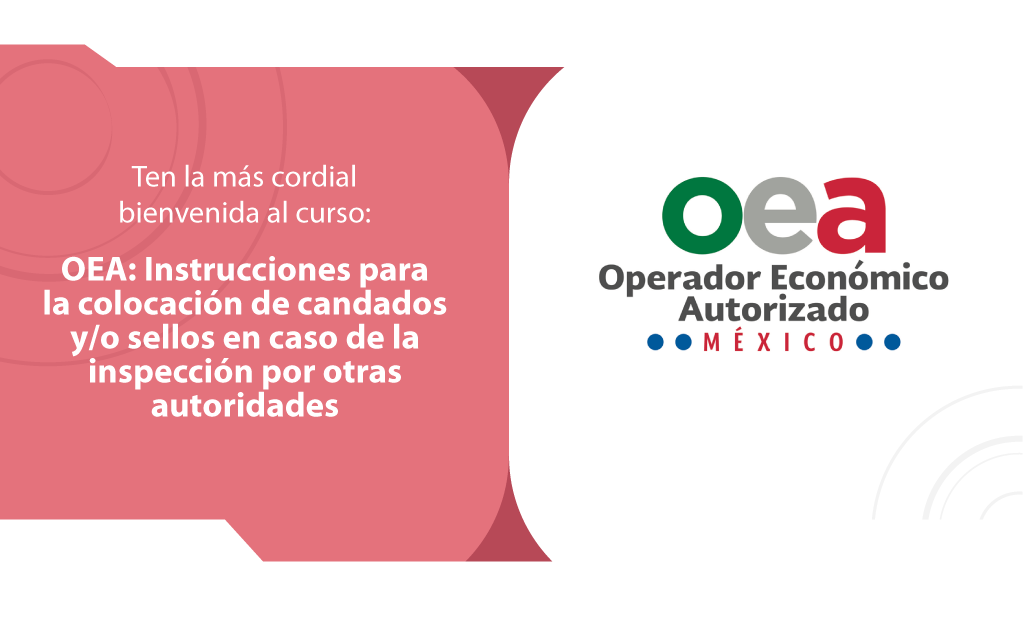 Ten la más cordial
bienvenida al curso:
OEA: Instrucciones para
la colocación de candados
y/o sellos en caso de la
inspección por otras
autoridades
oea
Operador Económico
Autorizado
MÉXICO